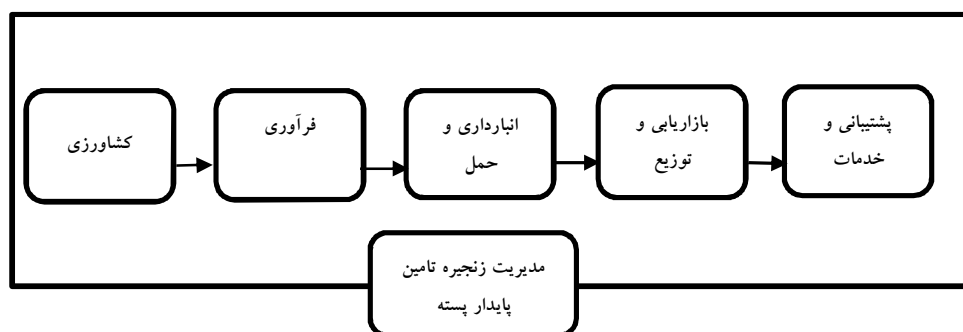 کشاورزی
فرآوری
انبارداری و
حمل
بازاریابی و
توزیع
پشتیبانی و
خدمات
مدیریت زنجیره تامین
پایدار پسته